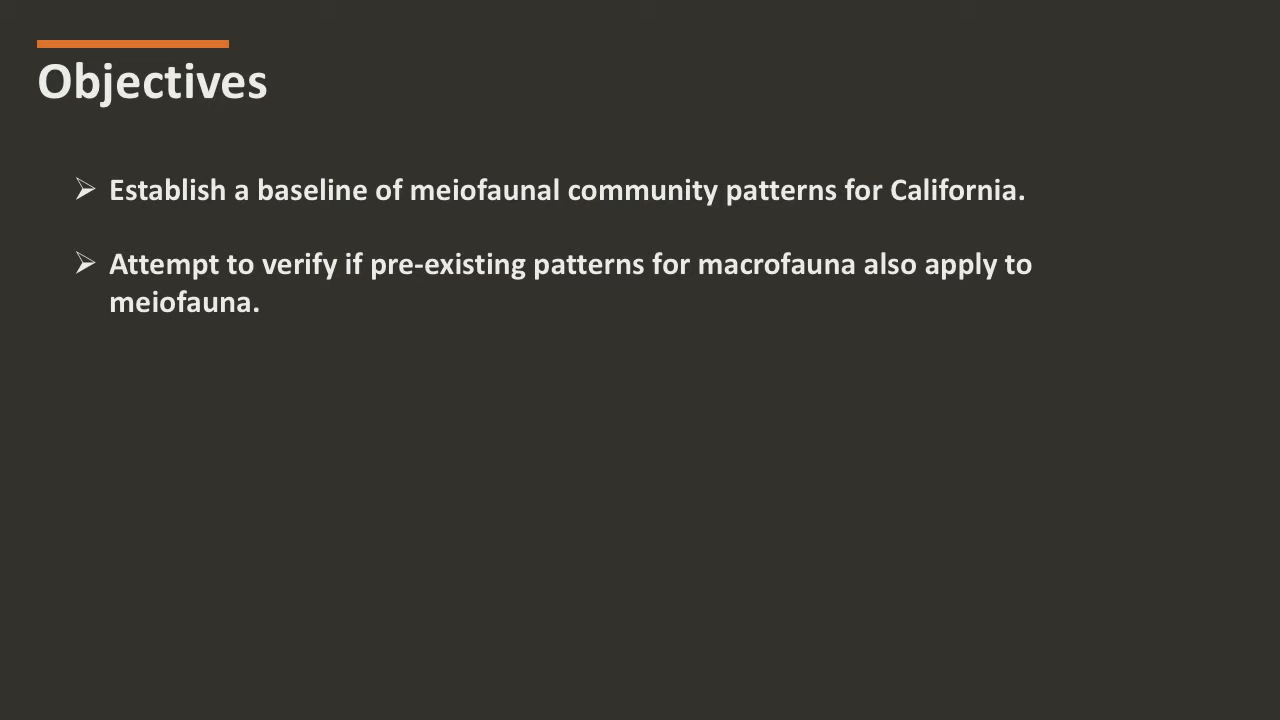 Objectives
➢ Establish a baseline of meiofaunal community patterns for California.
➢ Attempt to verify if pre-existing patterns for macrofauna also apply to
meiofauna.